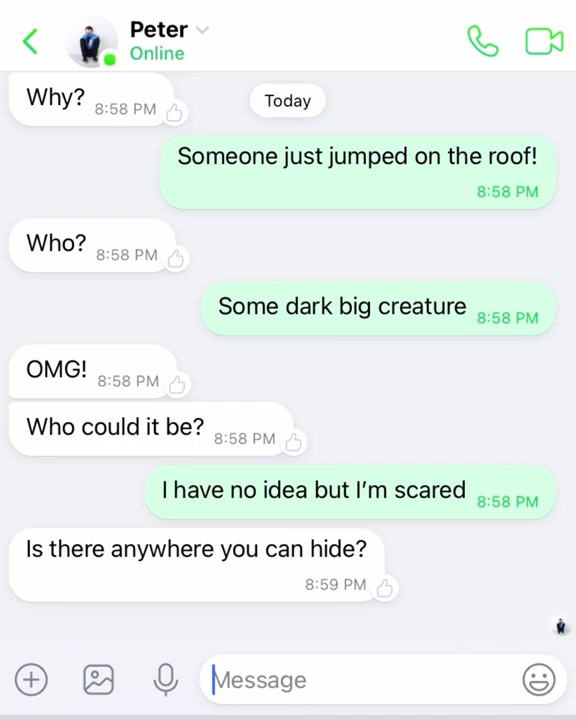 Peter
Online
Today
Why? 8:58 PM
Someone just jumped on the roof!
8:58 PM
Who? 8:58 PM
Some dark big creature 8:58 PM
OMG! 8:58 PM
Who could it be? 8:58 PM
I have no idea but I’m scared 8:58 PM
Is there anywhere you can hide?
8:59 PM
Message